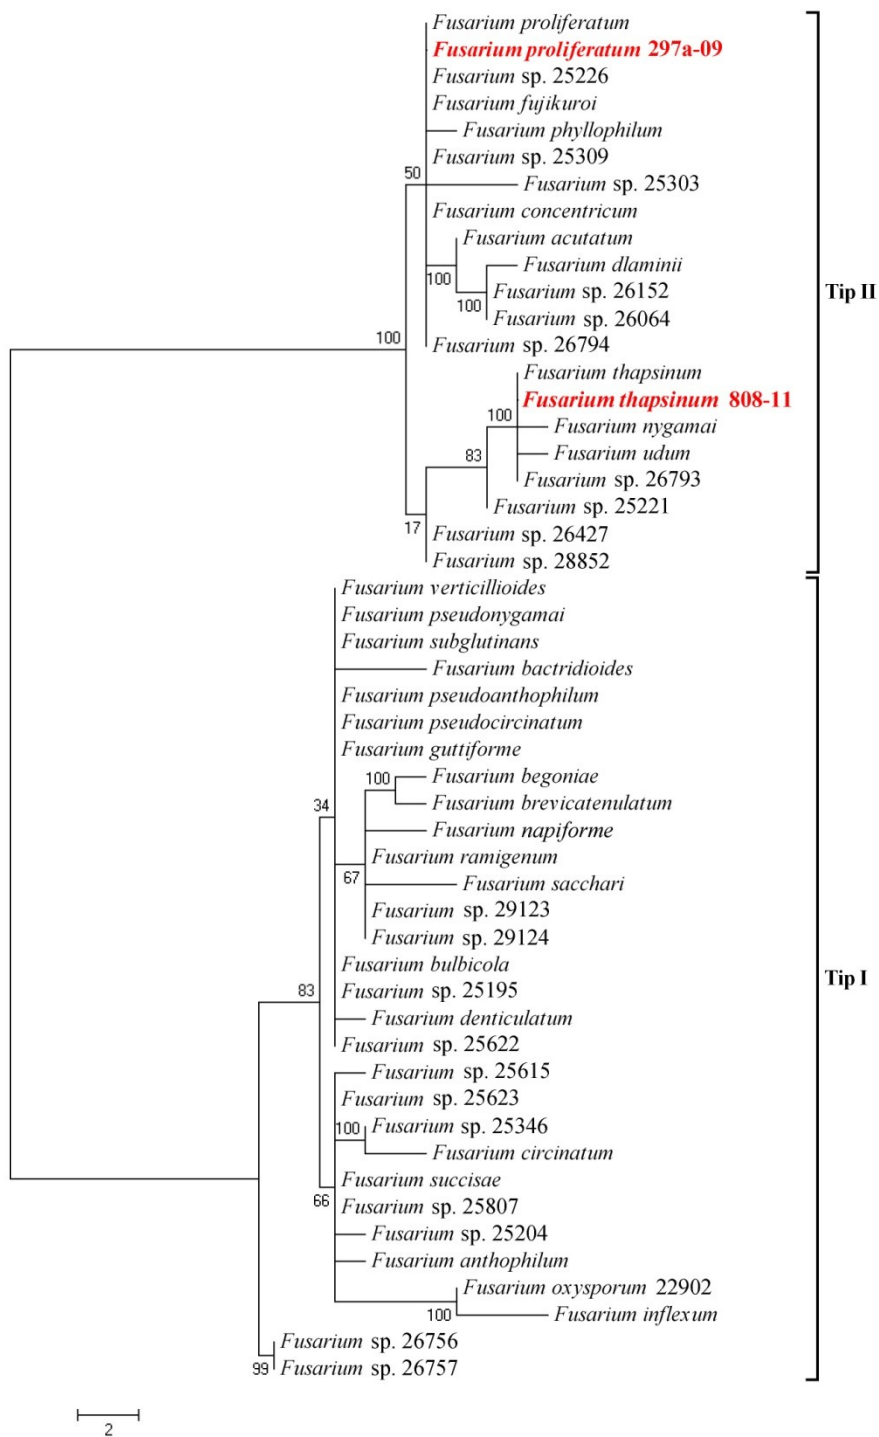 Fusarium proliferatum
Fusarium proliferatum 297a-09
Fusarium sp. 25226
Fusarium fujikuroi
Fusarium phyllophilum
Fusarium sp. 25309
50
Fusarium sp. 25303
Fusarium concentricum
Fusarium acutatum
Fusarium dlaminii
100
Fusarium sp. 26152
100
Tip II
Fusarium sp. 26064
100
Fusarium sp. 26794
Fusarium thapsinum
Fusarium thapsinum 808-11
100
Fusarium nygamai
Fusarium udum
83
Fusarium sp. 26793
Fusarium sp. 25221
17
Fusarium sp. 26427
Fusarium sp. 28852
Fusarium verticillioides
Fusarium pseudonygamai
Fusarium subglutinans
Fusarium bactridioides
Fusarium pseudoanthophilum
Fusarium pseudocircinatum
Fusarium guttiforme
100
Fusarium begoniae
Fusarium brevicatenulatum
34
Fusarium napiforme
Fusarium ramigenum
67
Fusarium sacchari
Fusarium sp. 29123
Fusarium sp. 29124
Fusarium bulbicola
Tip I
83
Fusarium sp. 25195
Fusarium denticulatum
Fusarium sp. 25622
Fusarium sp. 25615
Fusarium sp. 25623
100
Fusarium sp. 25346
Fusarium circinatum
Fusarium succisae
66
Fusarium sp. 25807
Fusarium sp. 25204
Fusarium anthophilum
Fusarium oxysporum 22902
100
Fusarium inflexum
Fusarium sp. 26756
99
Fusarium sp. 26757
2